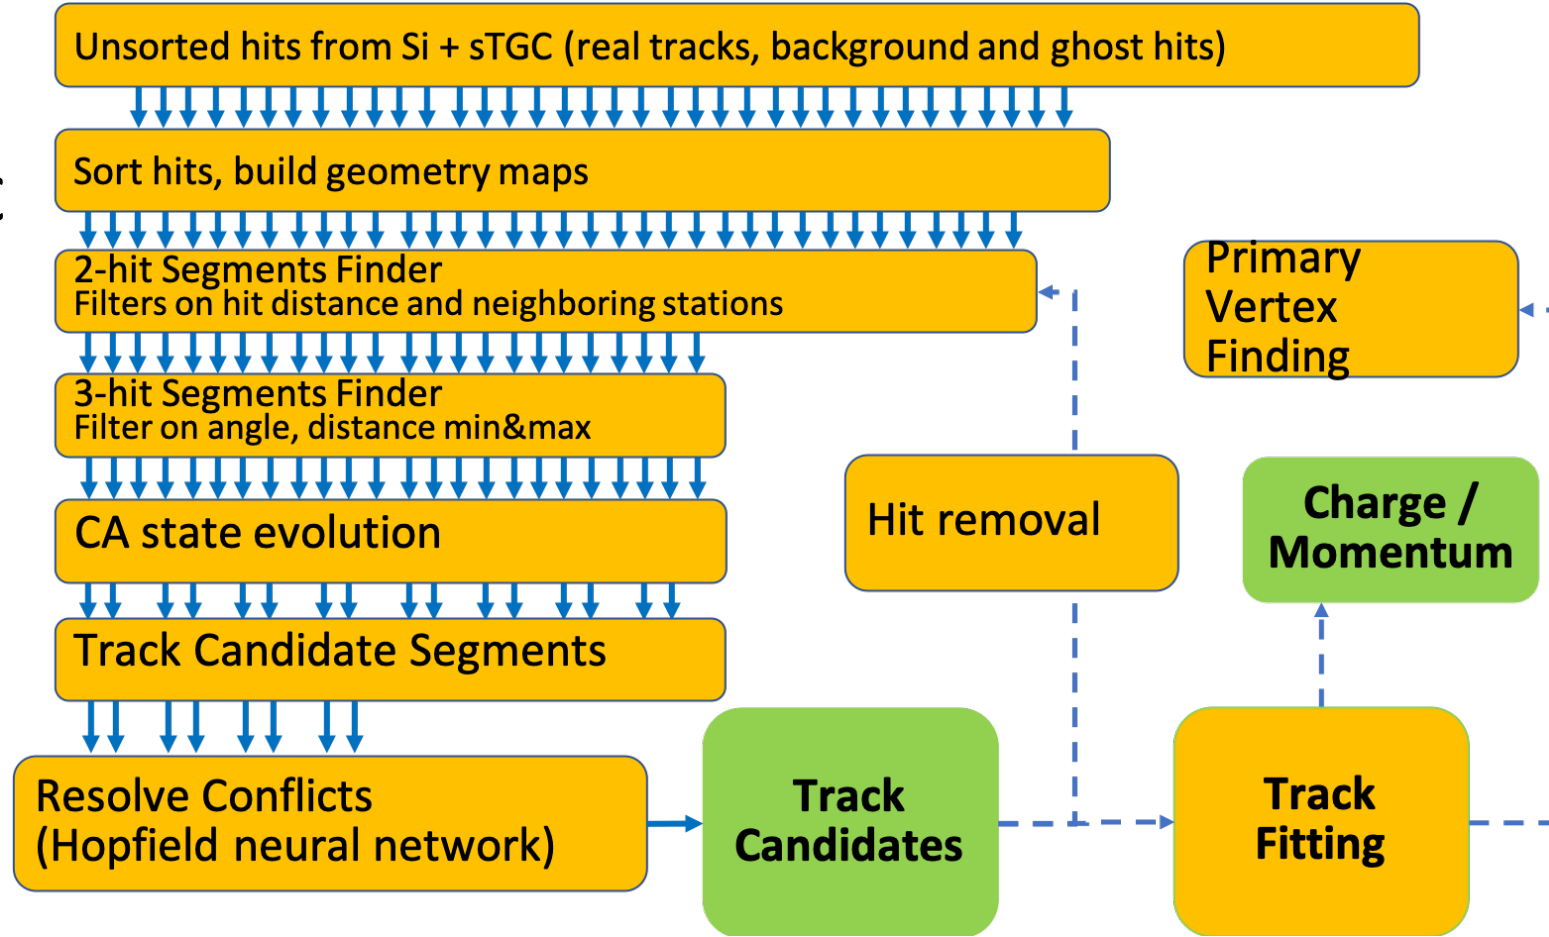 Unsorted hits from Si + sTGC (real tracks, background and ghost hits)
Sort hits, build geometry maps
2-hit Segments Finder
Filters on hit distance and neighboring stations
3-hit Segments Finder
Filter on angle, distance min&max
CA state evolution
Track Candidate Segments
Resolve Conflicts
(Hopfield neural network)
Track
Candidates
Hit removal
Track
Fitting
Charge /
Momentum
Primary
Vertex
Finding